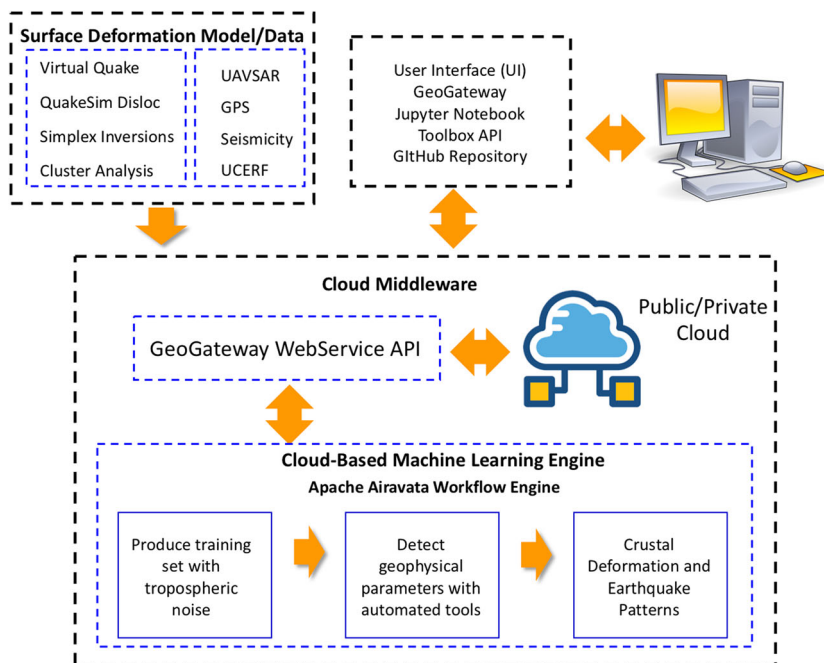 Surface Deformation Model/Data
Virtual Quake
QuakeSim Disloc
Simplex Inversions
Cluster Analysis
UAVSAR
GPS
Seismicity
UCERF
User Interface (UI)
GeoGateway
Jupyter Notebook
Toolbox API
GItHub Repository
Cloud Middleware
GeoGateway WebService API
Public/Private
Cloud
Cloud-Based Machine Learning Engine
Apache Airavata Workflow Engine
Produce training
set with
tropospheric
noise
Detect
geophysical
parameters with
automated tools
Crustal
Deformation and
Earthquake
Patterns